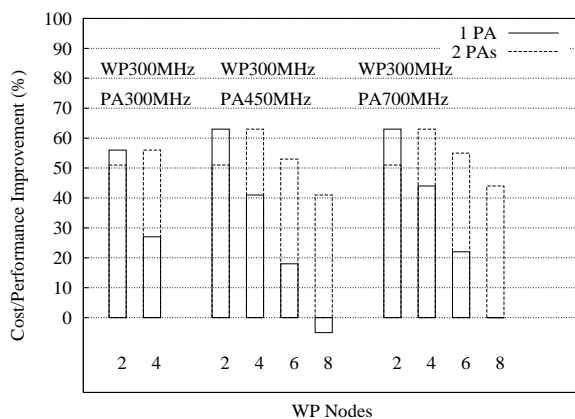 100
90
80
70
60
50
40
30
20
10
0
Cost/Performance Improvement (%)
1 PA
2 PAs
WP300MHz WP300MHz WP300MHz
PA300MHz PA450MHz PA700MHz
2 4 2 4 6 8 2 4 6 8
WP Nodes